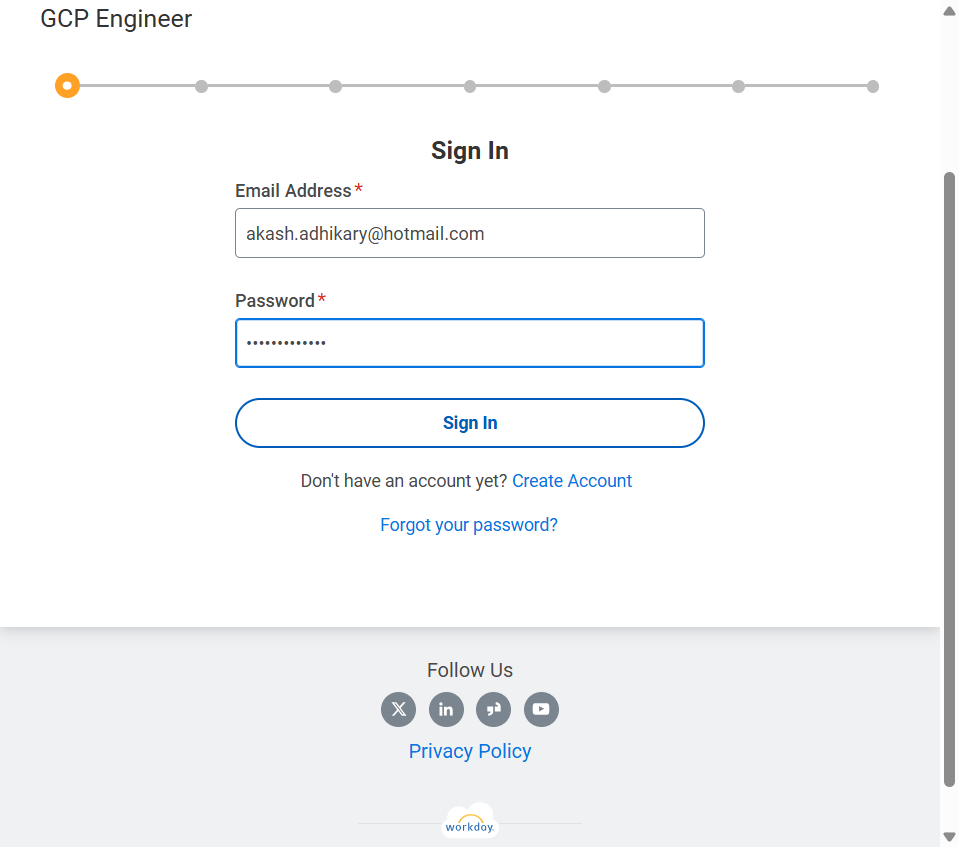 GCP Engineer
Sign In
Email Address*
akash.adhikary@hotmail.com
Password*
•••••••••••••
Sign In
Don't have an account yet? Create Account
Forgot your password?
Follow Us
Privacy Policy
workday.